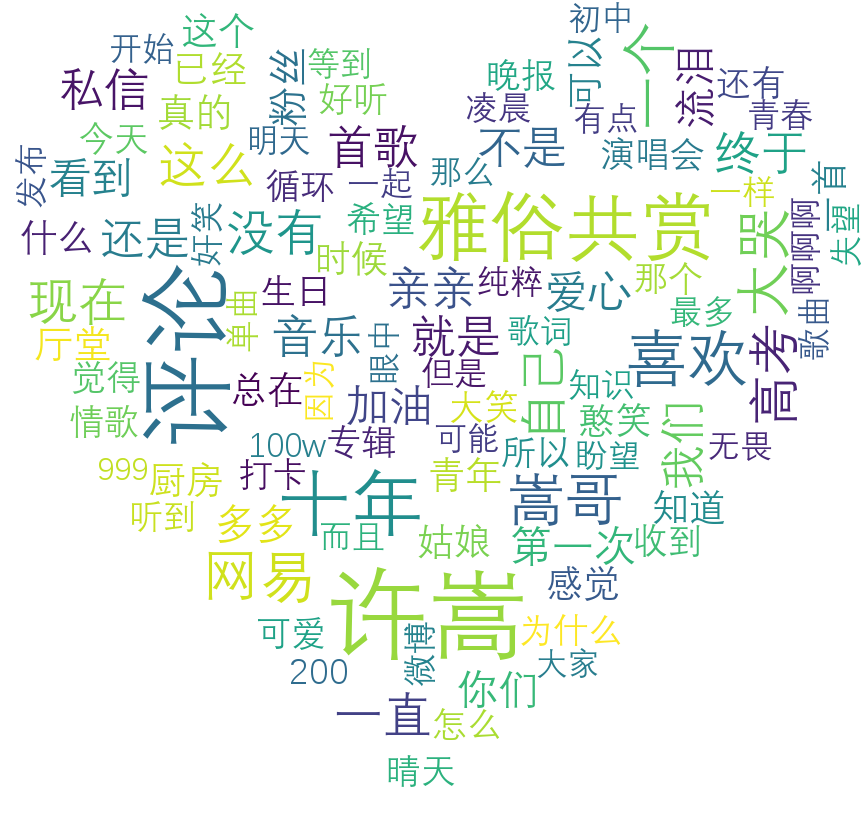 初中
这个
开始
可以
一个
流泪
粉丝
等到
已经
晚报
还有
私信
好听
凌晨
青春
真的
有点
今天
明天
首歌
不是
演唱会
终于
发布
看到
这么
循环
一起
那么
一样
一首
雅俗共赏
大哭
啊啊啊
失望
什么
还是
奸笑
没有
希望
时候
现在
评论
单曲
生日
亲亲
纯粹
爱心
那个
最多
歌曲
厅堂
音乐
眼中
就是
歌词
喜欢
高考
觉得
总在
因为
但是
自己
知识
情歌
加油
大笑
憨笑
我们
无畏
100w
专辑
可能
所以
盼望
999
厨房
打卡
青年
十年
嵩哥
知道
听到
多多
而且
姑娘
第一次
收到
网易
许嵩
感觉
可爱
微博
为什么
大家
200
你们
一直
怎么
晴天